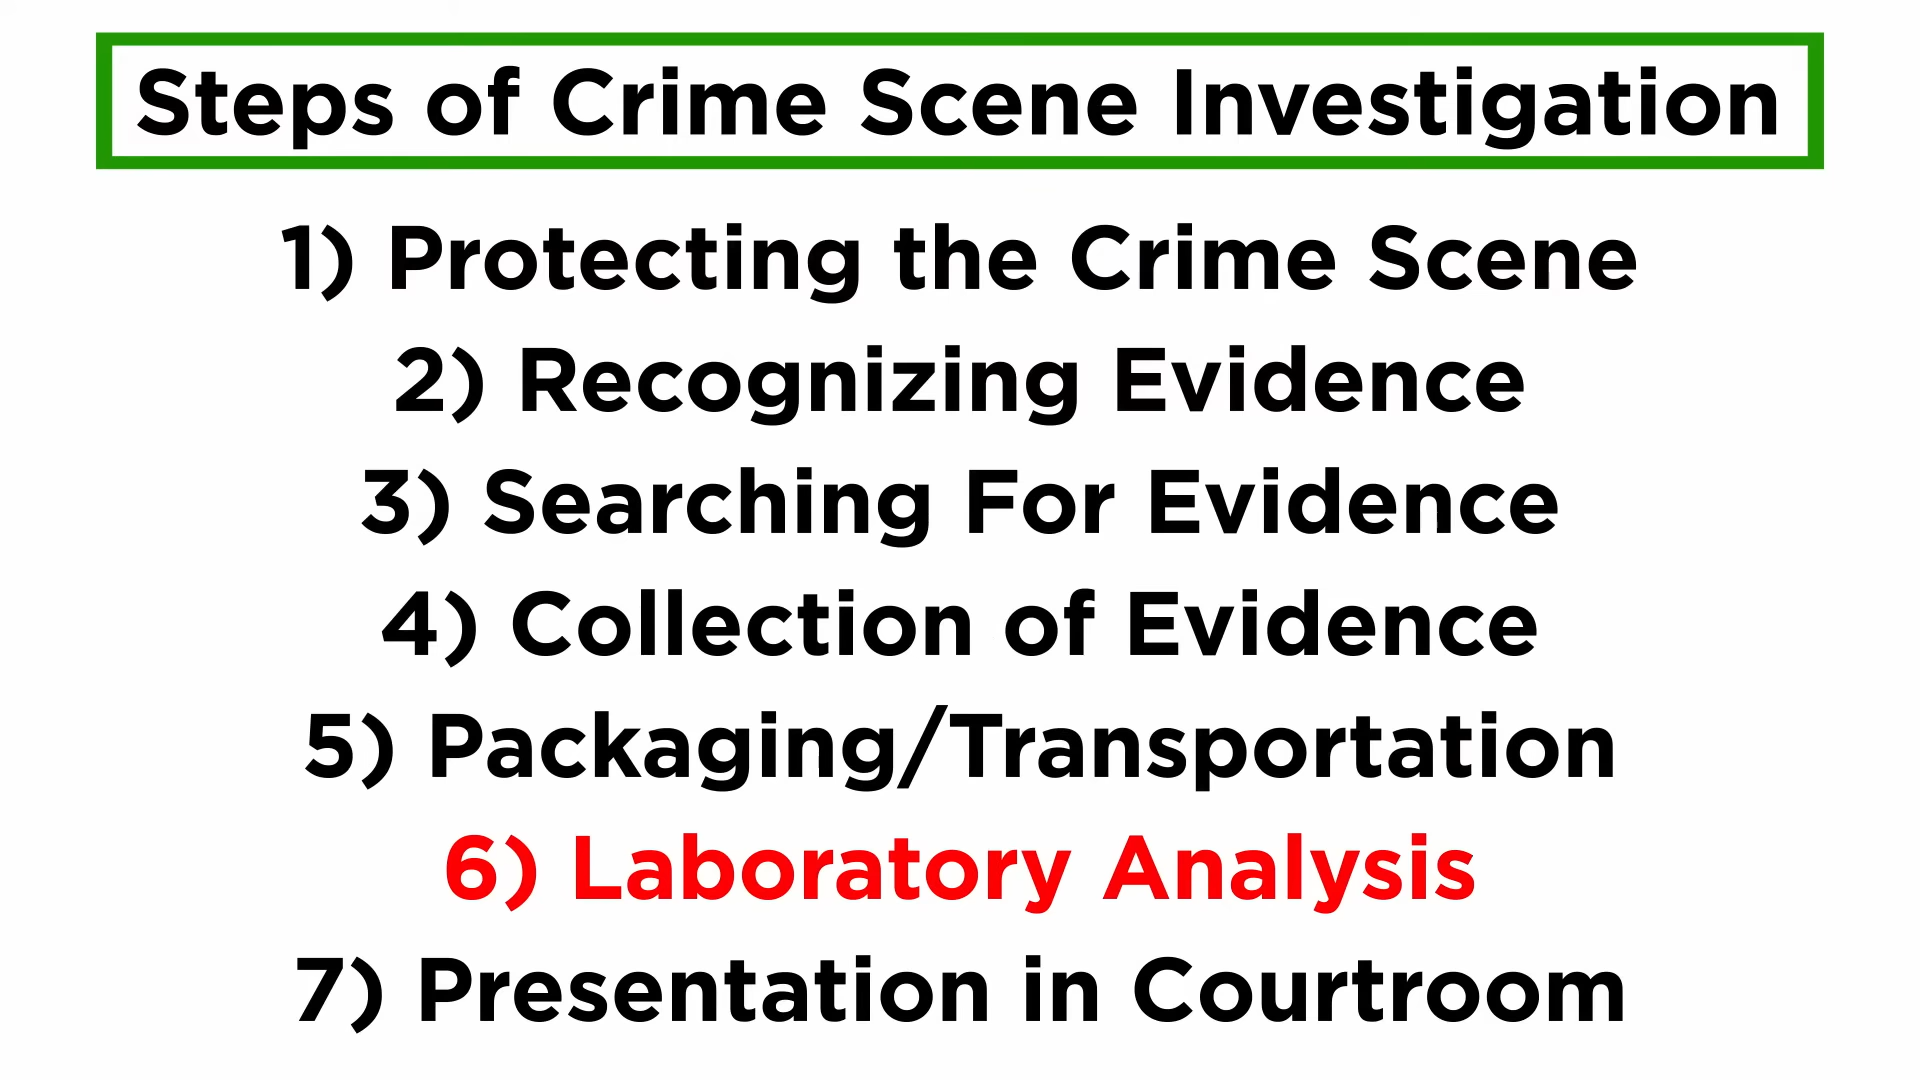 Steps of Crime Scene Investigation
1) Protecting the Crime Scene
2) Recognizing Evidence
3) Searching For Evidence
4) Collection of Evidence
5) Packaging/Transportation
6) Laboratory Analysis
7) Presentation in Courtroom